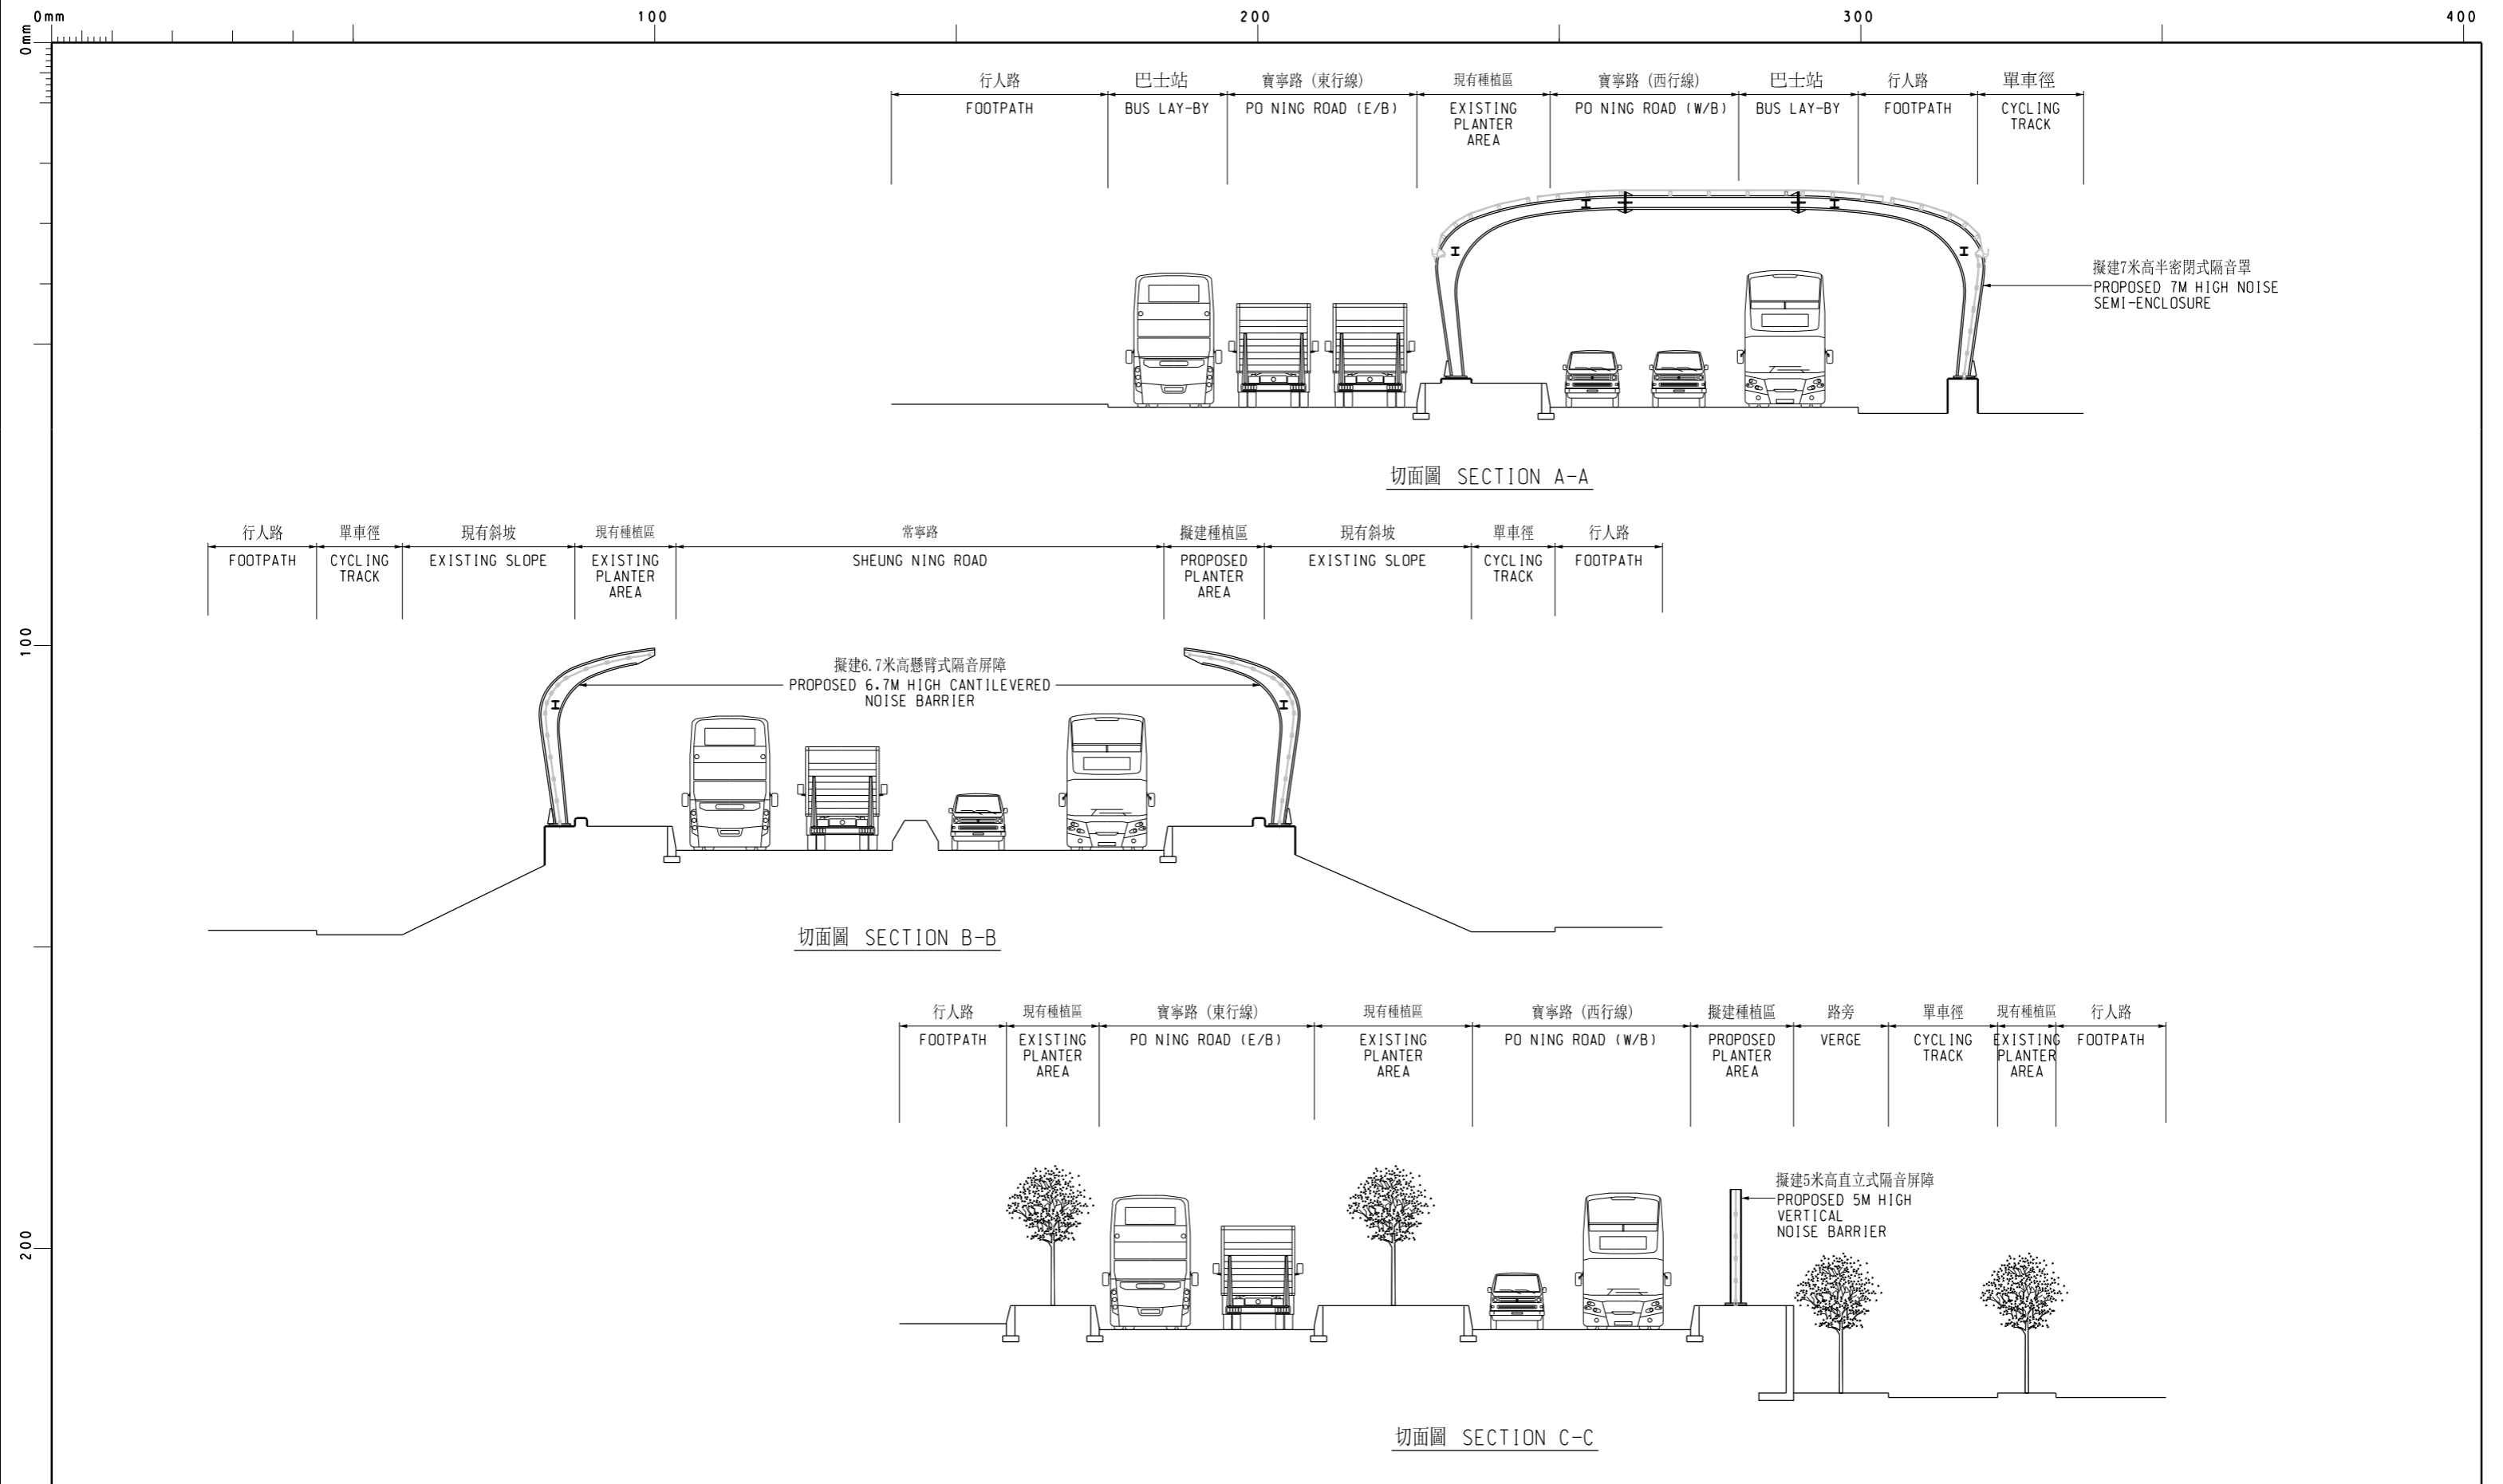 0mm
100
200
300
400
0mm
行人路
巴士站
寶寧路 (東行線)
現有種植區
寶寧路 (西行線)
巴士站
行人路
單車徑
FOOTPATH
BUS LAY-BY
PO NING ROAD (E/B)
EXISTING
PLANTER
AREA
PO NING ROAD (W/B)
BUS LAY-BY
FOOTPATH
CYCLING
TRACK
擬建7米高半密閉式隔音罩
PROPOSED 7M HIGH NOISE
SEMI-ENCLOSURE
切面圖 SECTION A-A
行人路
單車徑
現有斜坡
現有種植區
常寧路
擬建種植區
現有斜坡
單車徑
行人路
FOOTPATH
CYCLING
TRACK
EXISTING SLOPE
EXISTING
PLANTER
AREA
SHEUNG NING ROAD
PROPOSED
PLANTER
AREA
EXISTING SLOPE
CYCLING
TRACK
FOOTPATH
100
擬建6.7米高懸臂式隔音屏障
PROPOSED 6.7M HIGH CANTILEVERED
NOISE BARRIER
切面圖 SECTION B-B
行人路
現有種植區
寶寧路 (東行線)
現有種植區
寶寧路 (西行線)
擬建種植區
路旁
單車徑
現有種植區
行人路
FOOTPATH
EXISTING
PLANTER
AREA
PO NING ROAD (E/B)
EXISTING
PLANTER
AREA
PO NING ROAD (W/B)
PROPOSED
PLANTER
AREA
VERGE
CYCLING
TRACK
EXISTING
PLANTER
AREA
FOOTPATH
擬建5米高直立式隔音屏障
PROPOSED 5M HIGH
VERTICAL
NOISE BARRIER
200
切面圖 SECTION C-C